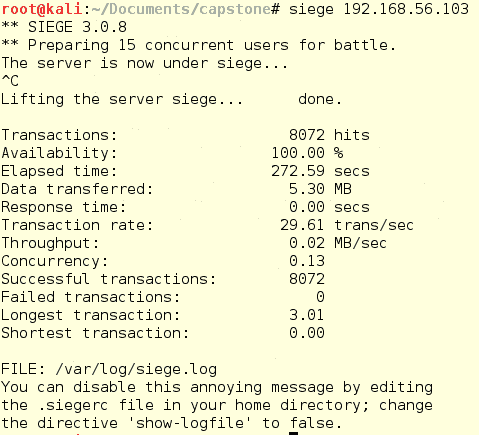 root@kali:~/Documents/capstone# siege 192.168.56.103
** SIEGE 3.0.8
** Preparing 15 concurrent users for battle.
The server is now under siege...
^C
Lifting the server siege...      done.

Transactions:                   8072 hits
Availability:                 100.00 %
Elapsed time:                 272.59 secs
Data transferred:               5.30 MB
Response time:                  0.00 secs
Transaction rate:              29.61 trans/sec
Throughput:                     0.02 MB/sec
Concurrency:                    0.13
Successful transactions:        8072
Failed transactions:               0
Longest transaction:            3.01
Shortest transaction:           0.00

FILE: /var/log/siege.log
You can disable this annoying message by editing
the .siegerc file in your home directory; change
the directive 'show-logfile' to false.